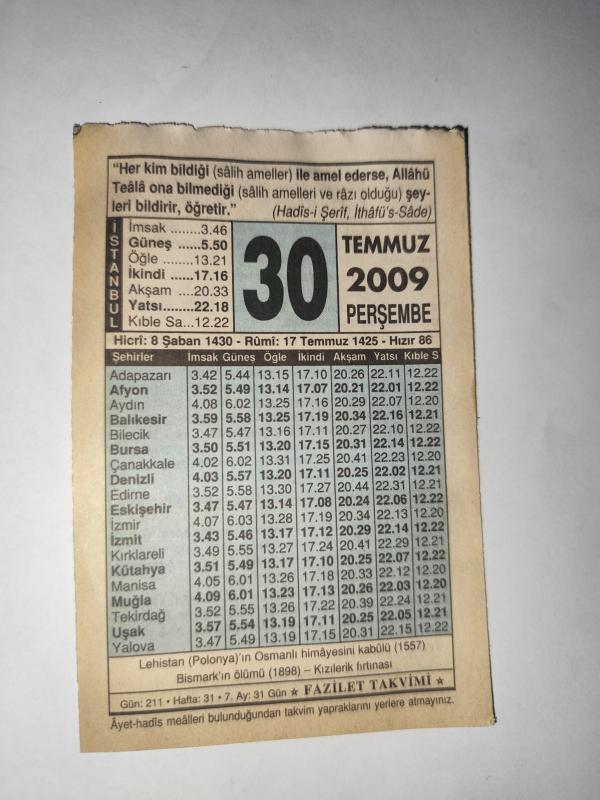 “Her kim bildiği (sâlih ameller) ile amel ederse, Allâhü
Teâlâ ona bilmediği (sâlih amelleri ve râzı olduğu) şey-
leri bildirir, öğretir.” (Hadîs-i Şerîf, İthâfü's-Sâde)
İSTANBUL
İmsak ........3.46
Güneş ......5.50
Öğle .......13.21
İkindi .......17.16
Akşam ....20.33
Yatsı........22.18
Kıble Sa...12.22
30
TEMMUZ
2009
PERŞEMBE
Hicrî: 8 Şaban 1430 - Rûmî: 17 Temmuz 1425 - Hızır 86
Şehirler İmsak Güneş Öğle İkindi Akşam Yatsı Kıble S
Adapazarı 3.42 5.44 13.15 17.10 20.26 22.11 12.22
Afyon 3.52 5.49 13.14 17.07 20.21 22.01 12.22
Aydın 4.08 6.02 13.25 17.16 20.29 22.07 12.20
Balıkesir 3.59 5.58 13.25 17.19 20.34 22.16 12.21
Bilecik 3.47 5.47 13.16 17.11 20.27 22.10 12.22
Bursa 3.50 5.51 13.20 17.15 20.31 22.14 12.22
Çanakkale 4.02 6.02 13.31 17.25 20.41 22.23 12.20
Denizli 4.03 5.57 13.20 17.11 20.25 22.02 12.21
Edirne 3.52 5.58 13.30 17.27 20.44 22.31 12.21
Eskişehir 3.47 5.47 13.14 17.08 20.24 22.06 12.22
İzmir 4.07 6.03 13.28 17.19 20.34 22.13 12.20
İzmit 3.43 5.46 13.17 17.12 20.29 22.14 12.22
Kırklareli 3.49 5.55 13.27 17.24 20.41 22.29 12.21
Kütahya 3.51 5.49 13.17 17.10 20.25 22.07 12.22
Manisa 4.05 6.01 13.26 17.18 20.33 22.12 12.20
Muğla 4.09 6.01 13.23 17.13 20.26 22.03 12.20
Tekirdağ 3.52 5.55 13.26 17.22 20.39 22.24 12.21
Uşak 3.57 5.54 13.19 17.11 20.25 22.05 12.21
Yalova 3.47 5.49 13.19 17.15 20.31 22.15 12.22
Lehistan (Polonya)'ın Osmanlı himâyesini kabûlü (1557)
Bismark'ın ölümü (1898) – Kızılerik fırtınası
Gün: 211 • Hafta: 31 • 7. Ay: 31 Gün ★ FAZİLET TAKVİMİ ★
Âyet-hadîs meâlleri bulunduğundan takvim yapraklarını yerlere atmayınız.